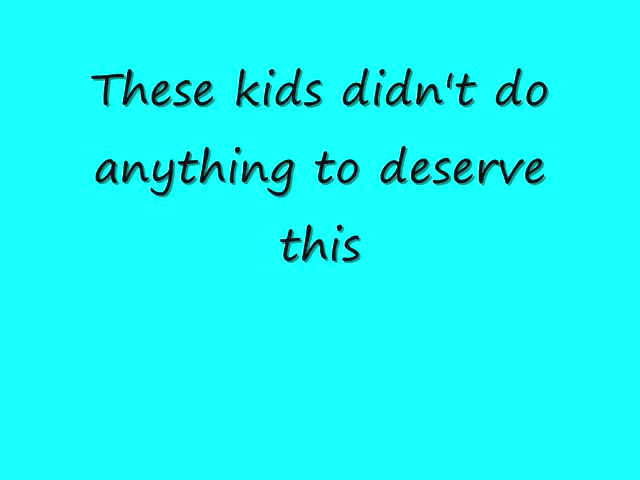 These kids didn't do
anything to deserve
this